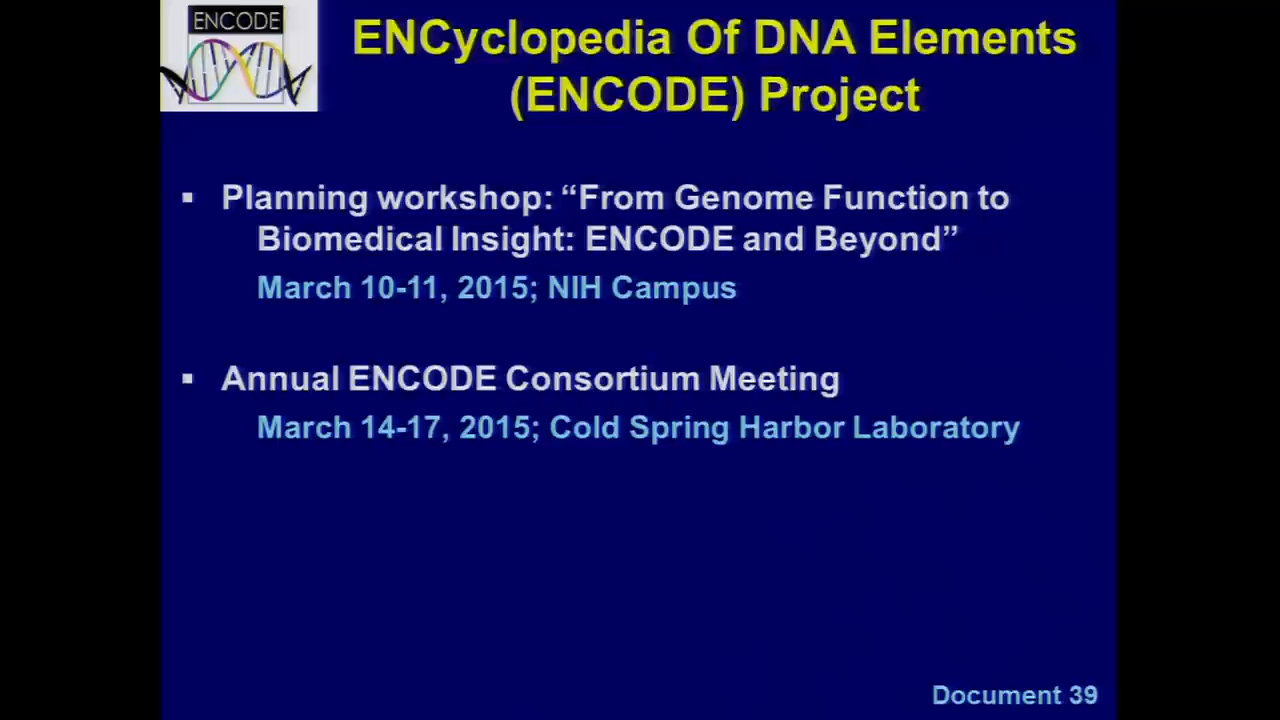 ENCODE
ENCyclopedia Of DNA Elements
(ENCODE) Project
▪ Planning workshop: “From Genome Function to
Biomedical Insight: ENCODE and Beyond”
March 10-11, 2015; NIH Campus
▪ Annual ENCODE Consortium Meeting
March 14-17, 2015; Cold Spring Harbor Laboratory
Document 39